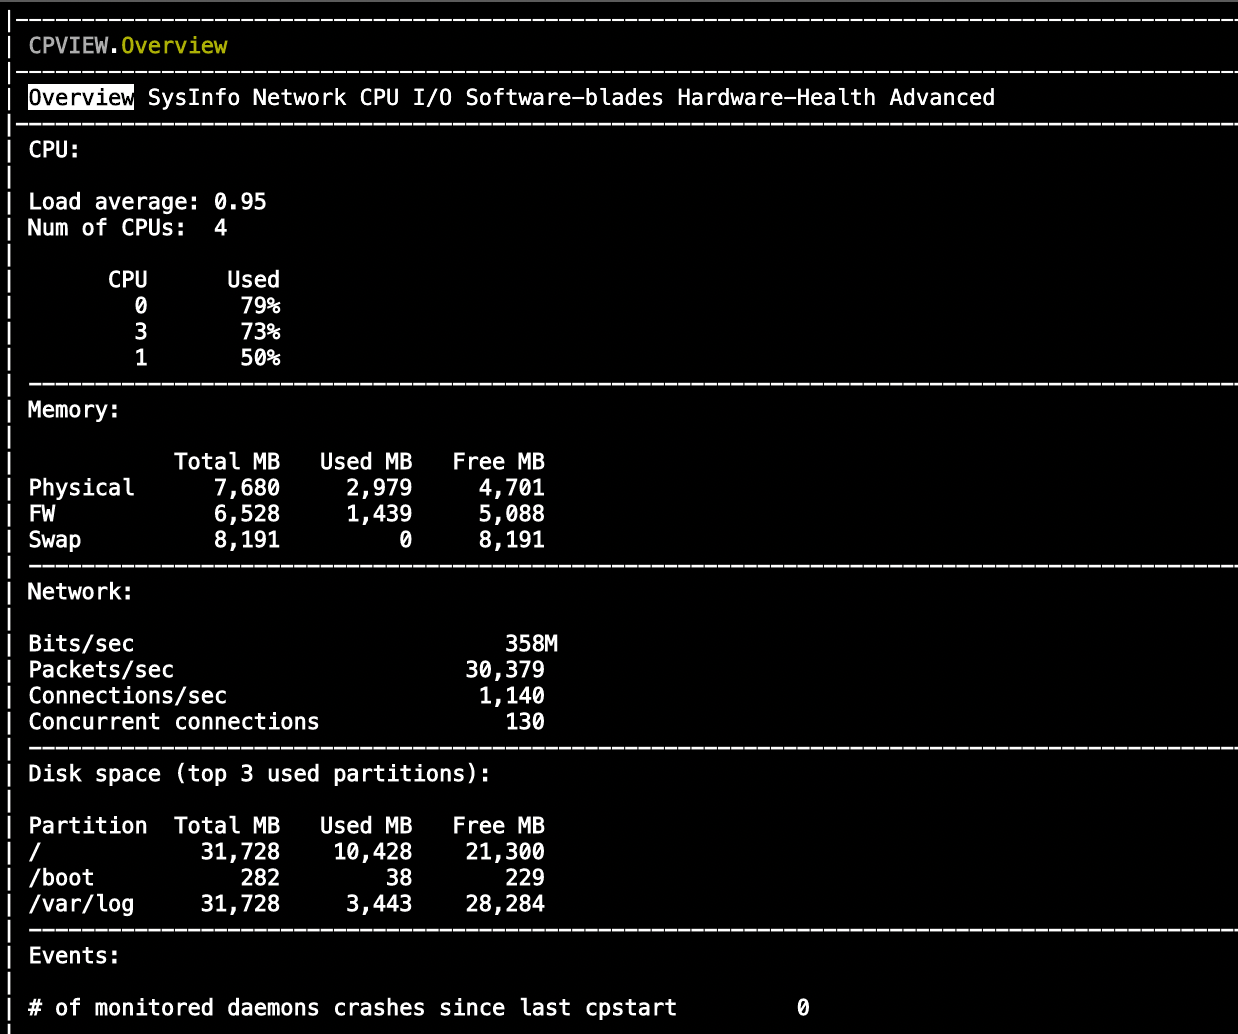 CPVIEW.Overview
Overview SysInfo Network CPU I/O Software-blades Hardware-Health Advanced
CPU:
Load average: 0.95
Num of CPUs: 4
CPU Used
0 79%
3 73%
1 50%
Memory:
Total MB Used MB Free MB
Physical 7,680 2,979 4,701
FW 6,528 1,439 5,088
Swap 8,191 0 8,191
Network:
Bits/sec 358M
Packets/sec 30,379
Connections/sec 1,140
Concurrent connections 130
Disk space (top 3 used partitions):
Partition Total MB Used MB Free MB
/ 31,728 10,428 21,300
/boot 282 38 229
/var/log 31,728 3,443 28,284
Events:
# of monitored daemons crashes since last cpstart 0